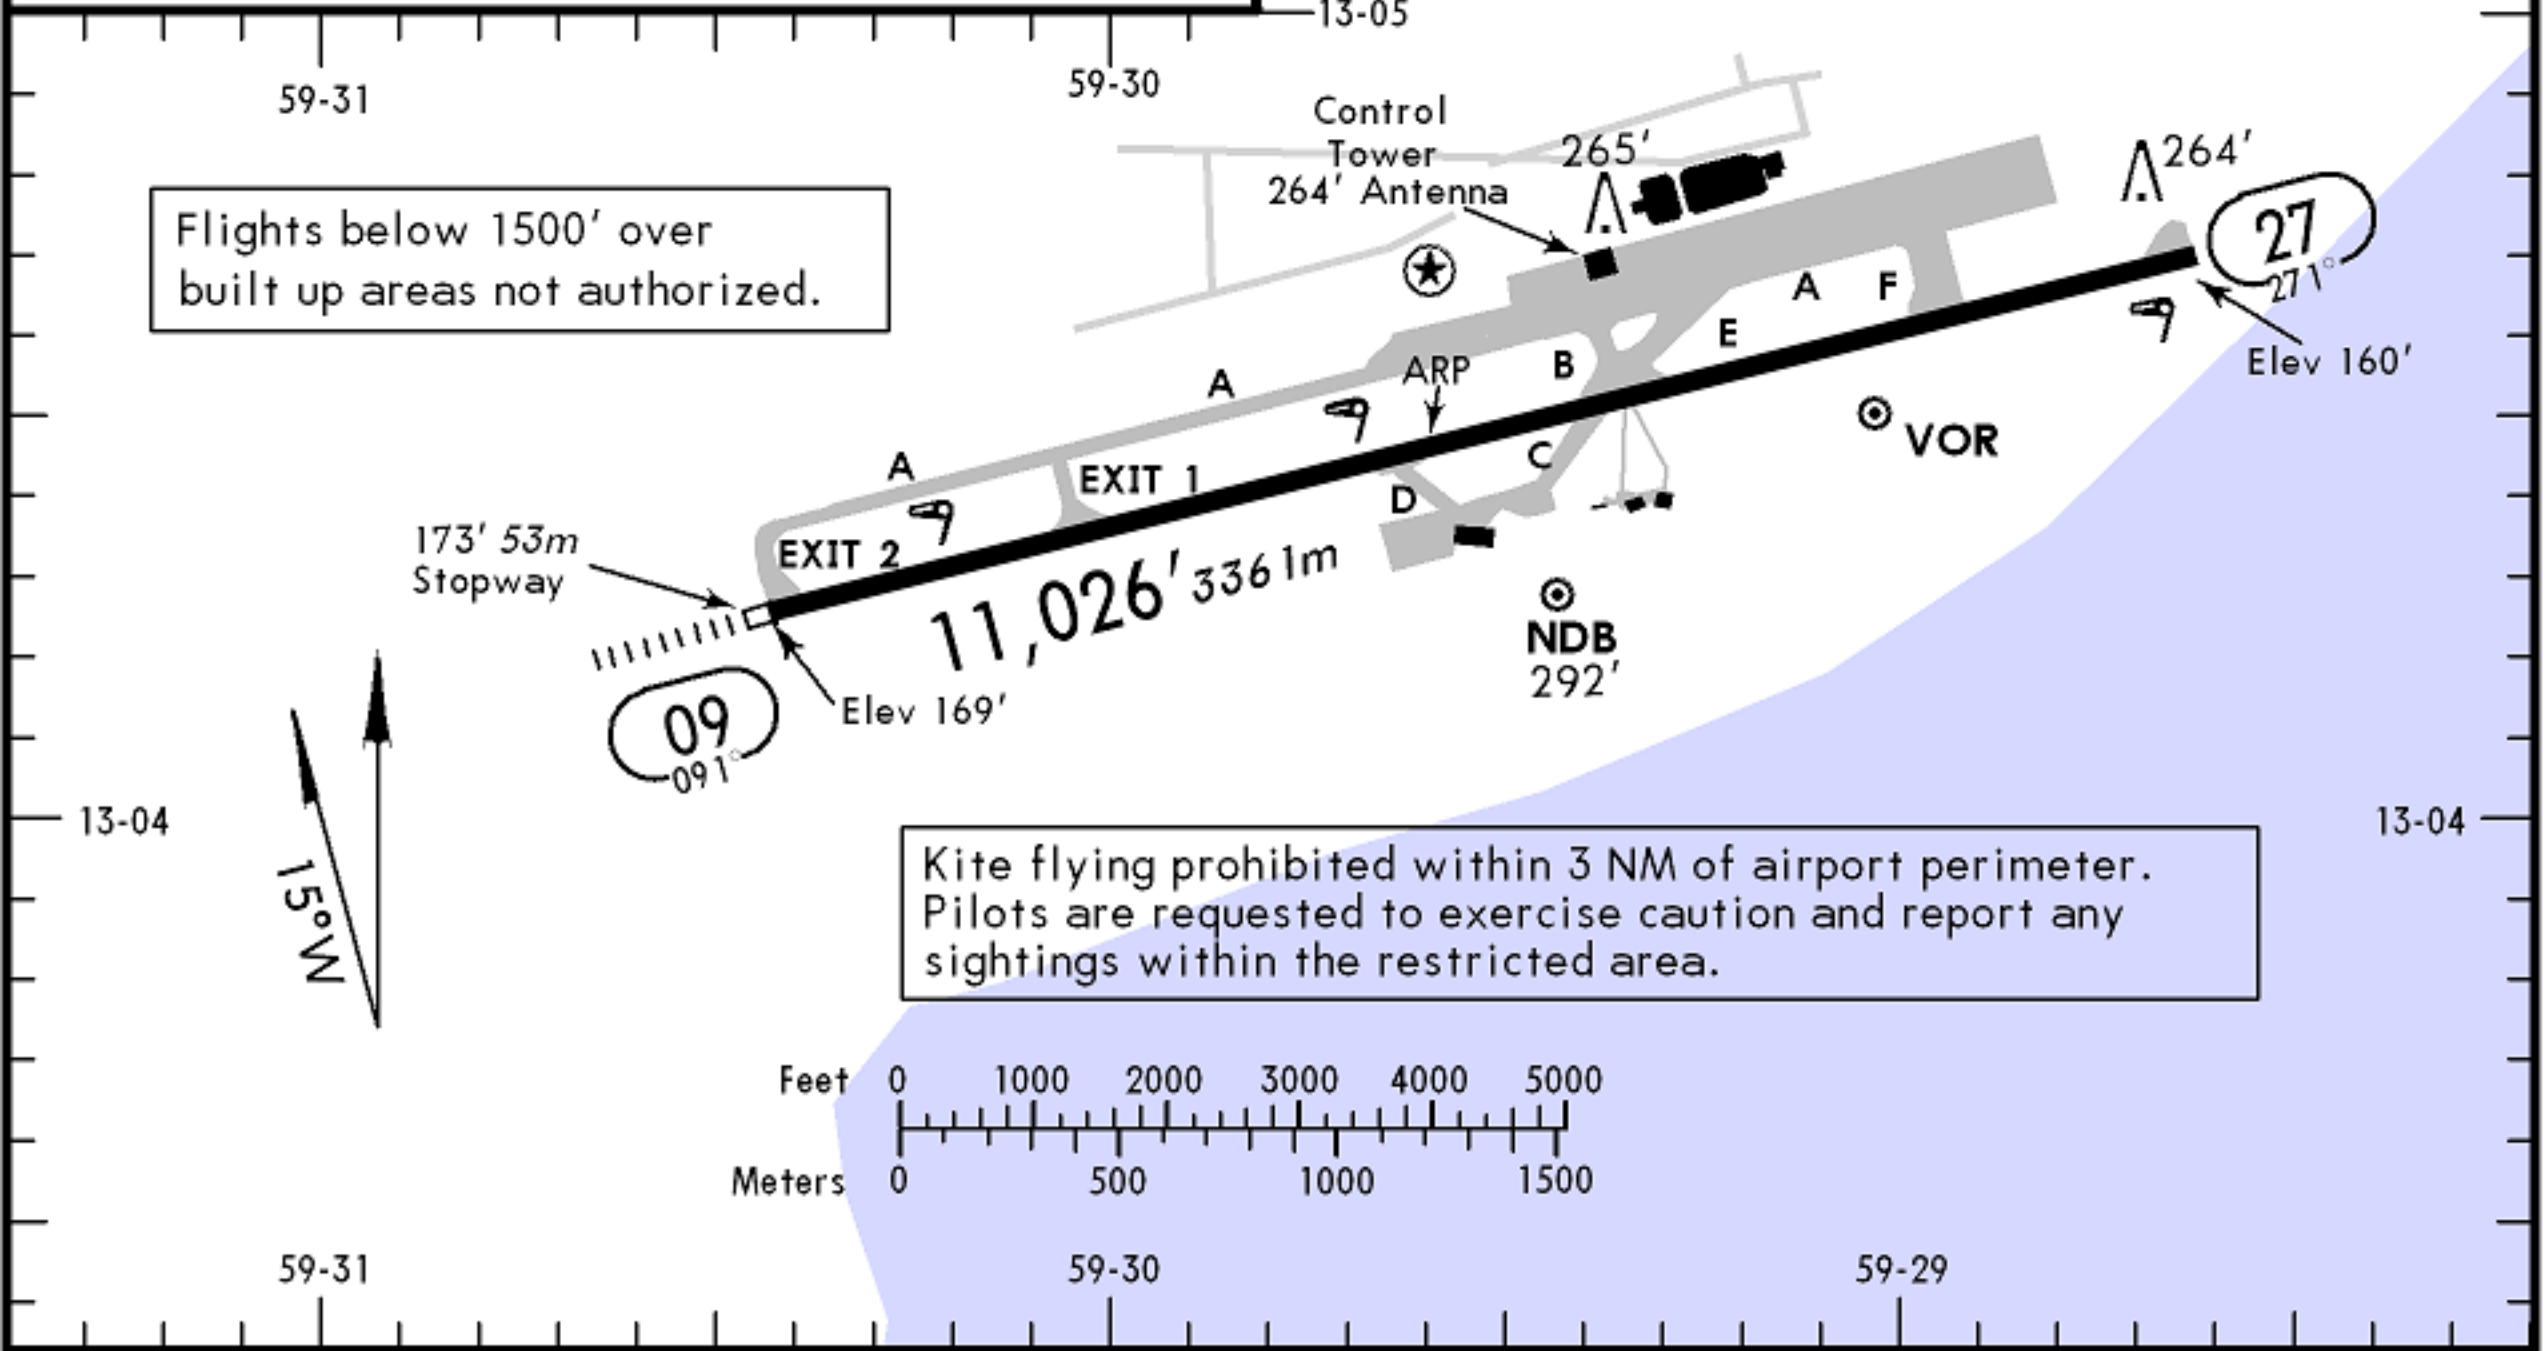 13-05
59-31
59-30
Control
Tower
264' Antenna
265'
264'
Flights below 1500' over
built up areas not authorized.
27
271°
A
F
E
B
ARP
A
Elev 160'
VOR
C
A
EXIT 1
D
173' 53m
Stopway
EXIT 2
11,026' 3361m
NDB
292'
09
091°
Elev 169'
13-04
13-04
15°W
Kite flying prohibited within 3 NM of airport perimeter.
Pilots are requested to exercise caution and report any
sightings within the restricted area.
Feet 0 1000 2000 3000 4000 5000
Meters 0 500 1000 1500
59-31
59-30
59-29